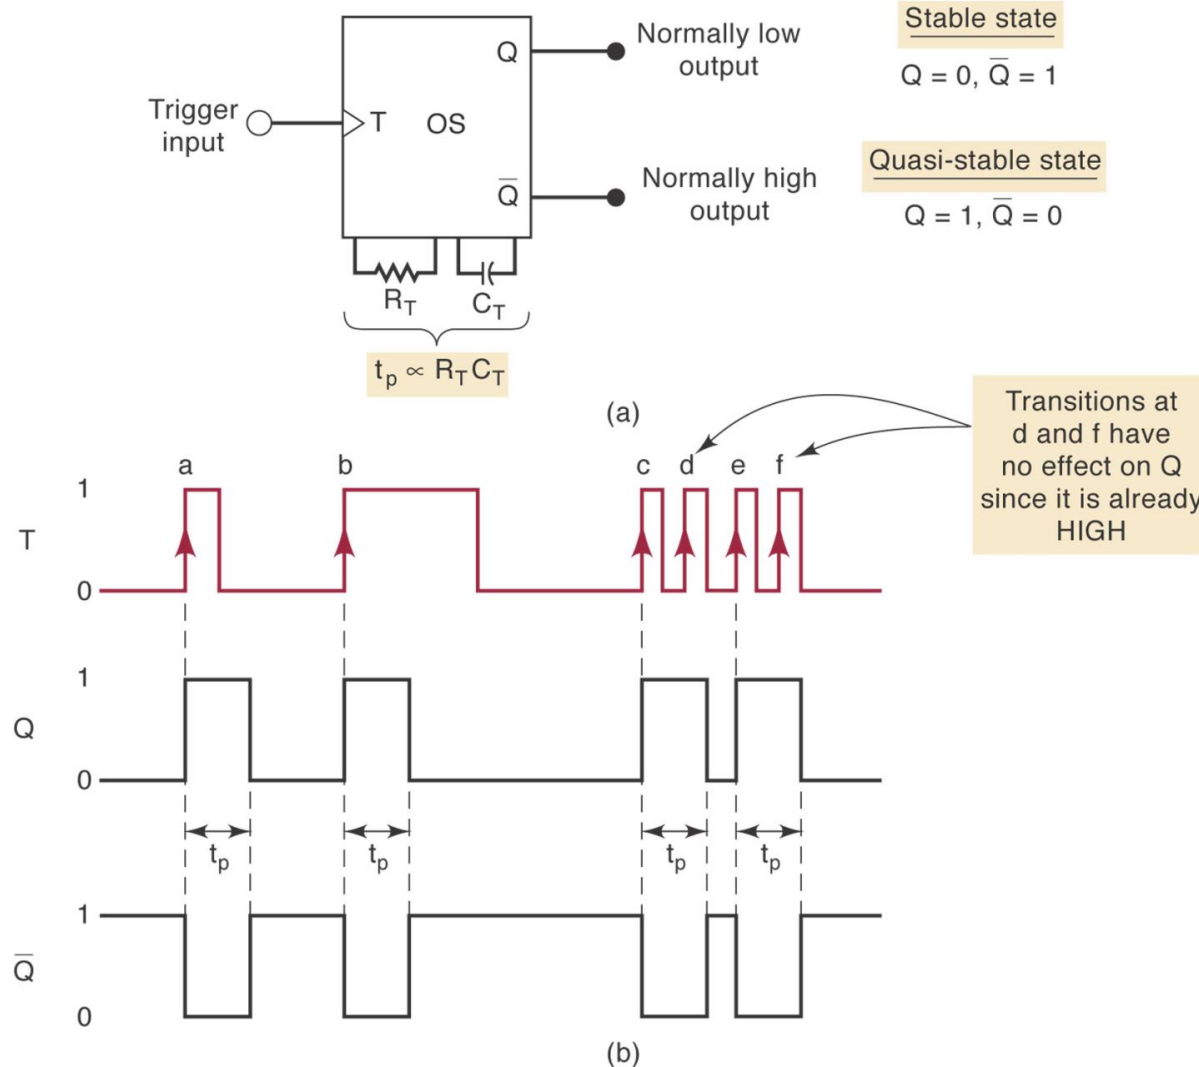 Stable state
Q = 0, Q̅ = 1
Q
Normally low
output
Trigger
input
T
OS
Q̅
Normally high
output
Quasi-stable state
Q = 1, Q̅ = 0
R_T
C_T
t_p ∝ R_T C_T
(a)
Transitions at
d and f have
no effect on Q
since it is already
HIGH
a
b
c
d
e
f
1
T
0
1
Q
0
t_p
t_p
t_p
t_p
1
Q̅
0
(b)